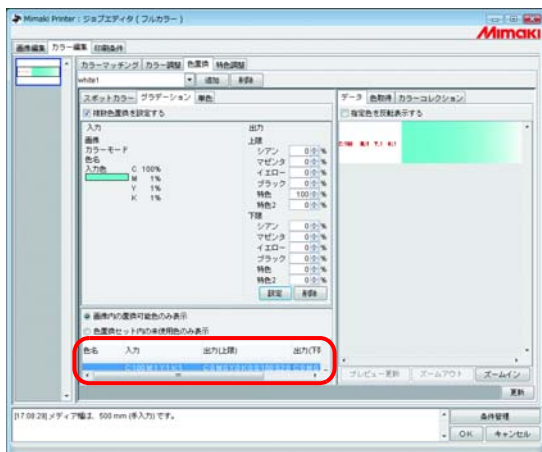 Mimaki Printer : ジョブエディタ ( フルカラー )
Mimaki
画像編集 カラー編集 印刷条件
カラーマッチング カラー調整 色置換 特色調整
white1 追加 削除
スポットカラー グラデーション 単色
複数色置換を設定する
入力
画像
カラーモード
色名
入力色 C 100%
M 1%
Y 1%
K 1%
出力
上限
シアン 0 %
マゼンタ 0 %
イエロー 0 %
ブラック 0 %
特色 100 %
特色2 0 %
下限
シアン 0 %
マゼンタ 0 %
イエロー 0 %
ブラック 0 %
特色 0 %
特色2 0 %
設定 削除
画像内の置換可能色のみ表示
色置換セット内の未使用色のみ表示
色名 入力 出力(上限) 出力(下限
データ 色取得 カラーコレクション
指定色を反転表示する
C:100 M:1 Y:1 K:1
プレビュー更新 ズームアウト ズームイン
更新
[17:08:28] メディア幅は、500 mm (手入力) です。
条件管理
OK キャンセル